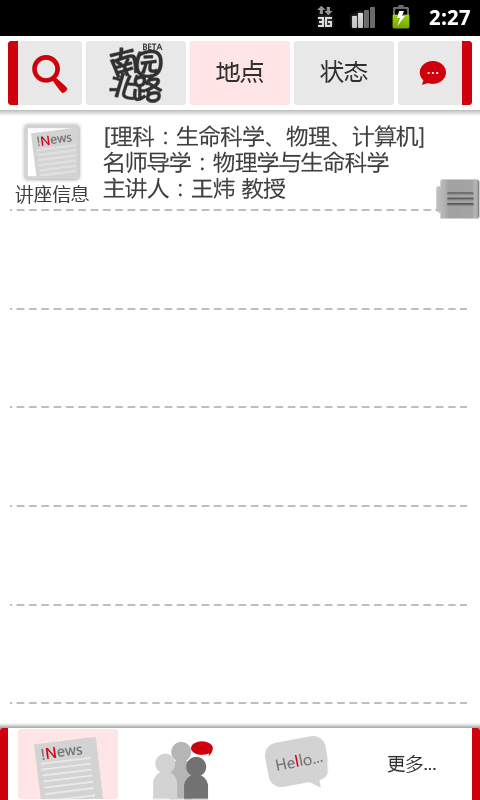 3G
2:27
南园
BETA
北路
地点
状态
!News
[理科：生命科学、物理、计算机]
名师导学：物理学与生命科学
讲座信息
主讲人：王炜 教授
!News
Hello...
更多...